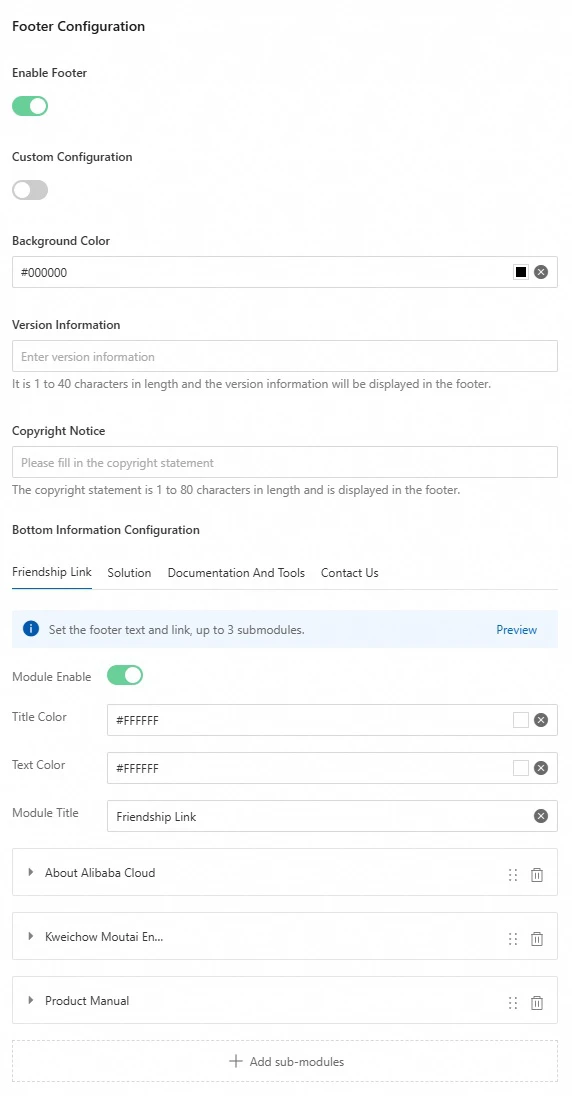 Footer Configuration
Enable Footer
Custom Configuration
Background Color
#000000
Version Information
Enter version information
It is 1 to 40 characters in length and the version information will be displayed in the footer.
Copyright Notice
Please fill in the copyright statement
The copyright statement is 1 to 80 characters in length and is displayed in the footer.
Bottom Information Configuration
Friendship Link Solution Documentation And Tools Contact Us
Set the footer text and link, up to 3 submodules. Preview
Module Enable
Title Color #FFFFFF
Text Color #FFFFFF
Module Title Friendship Link
About Alibaba Cloud
Kweichow Moutai En...
Product Manual
Add sub-modules